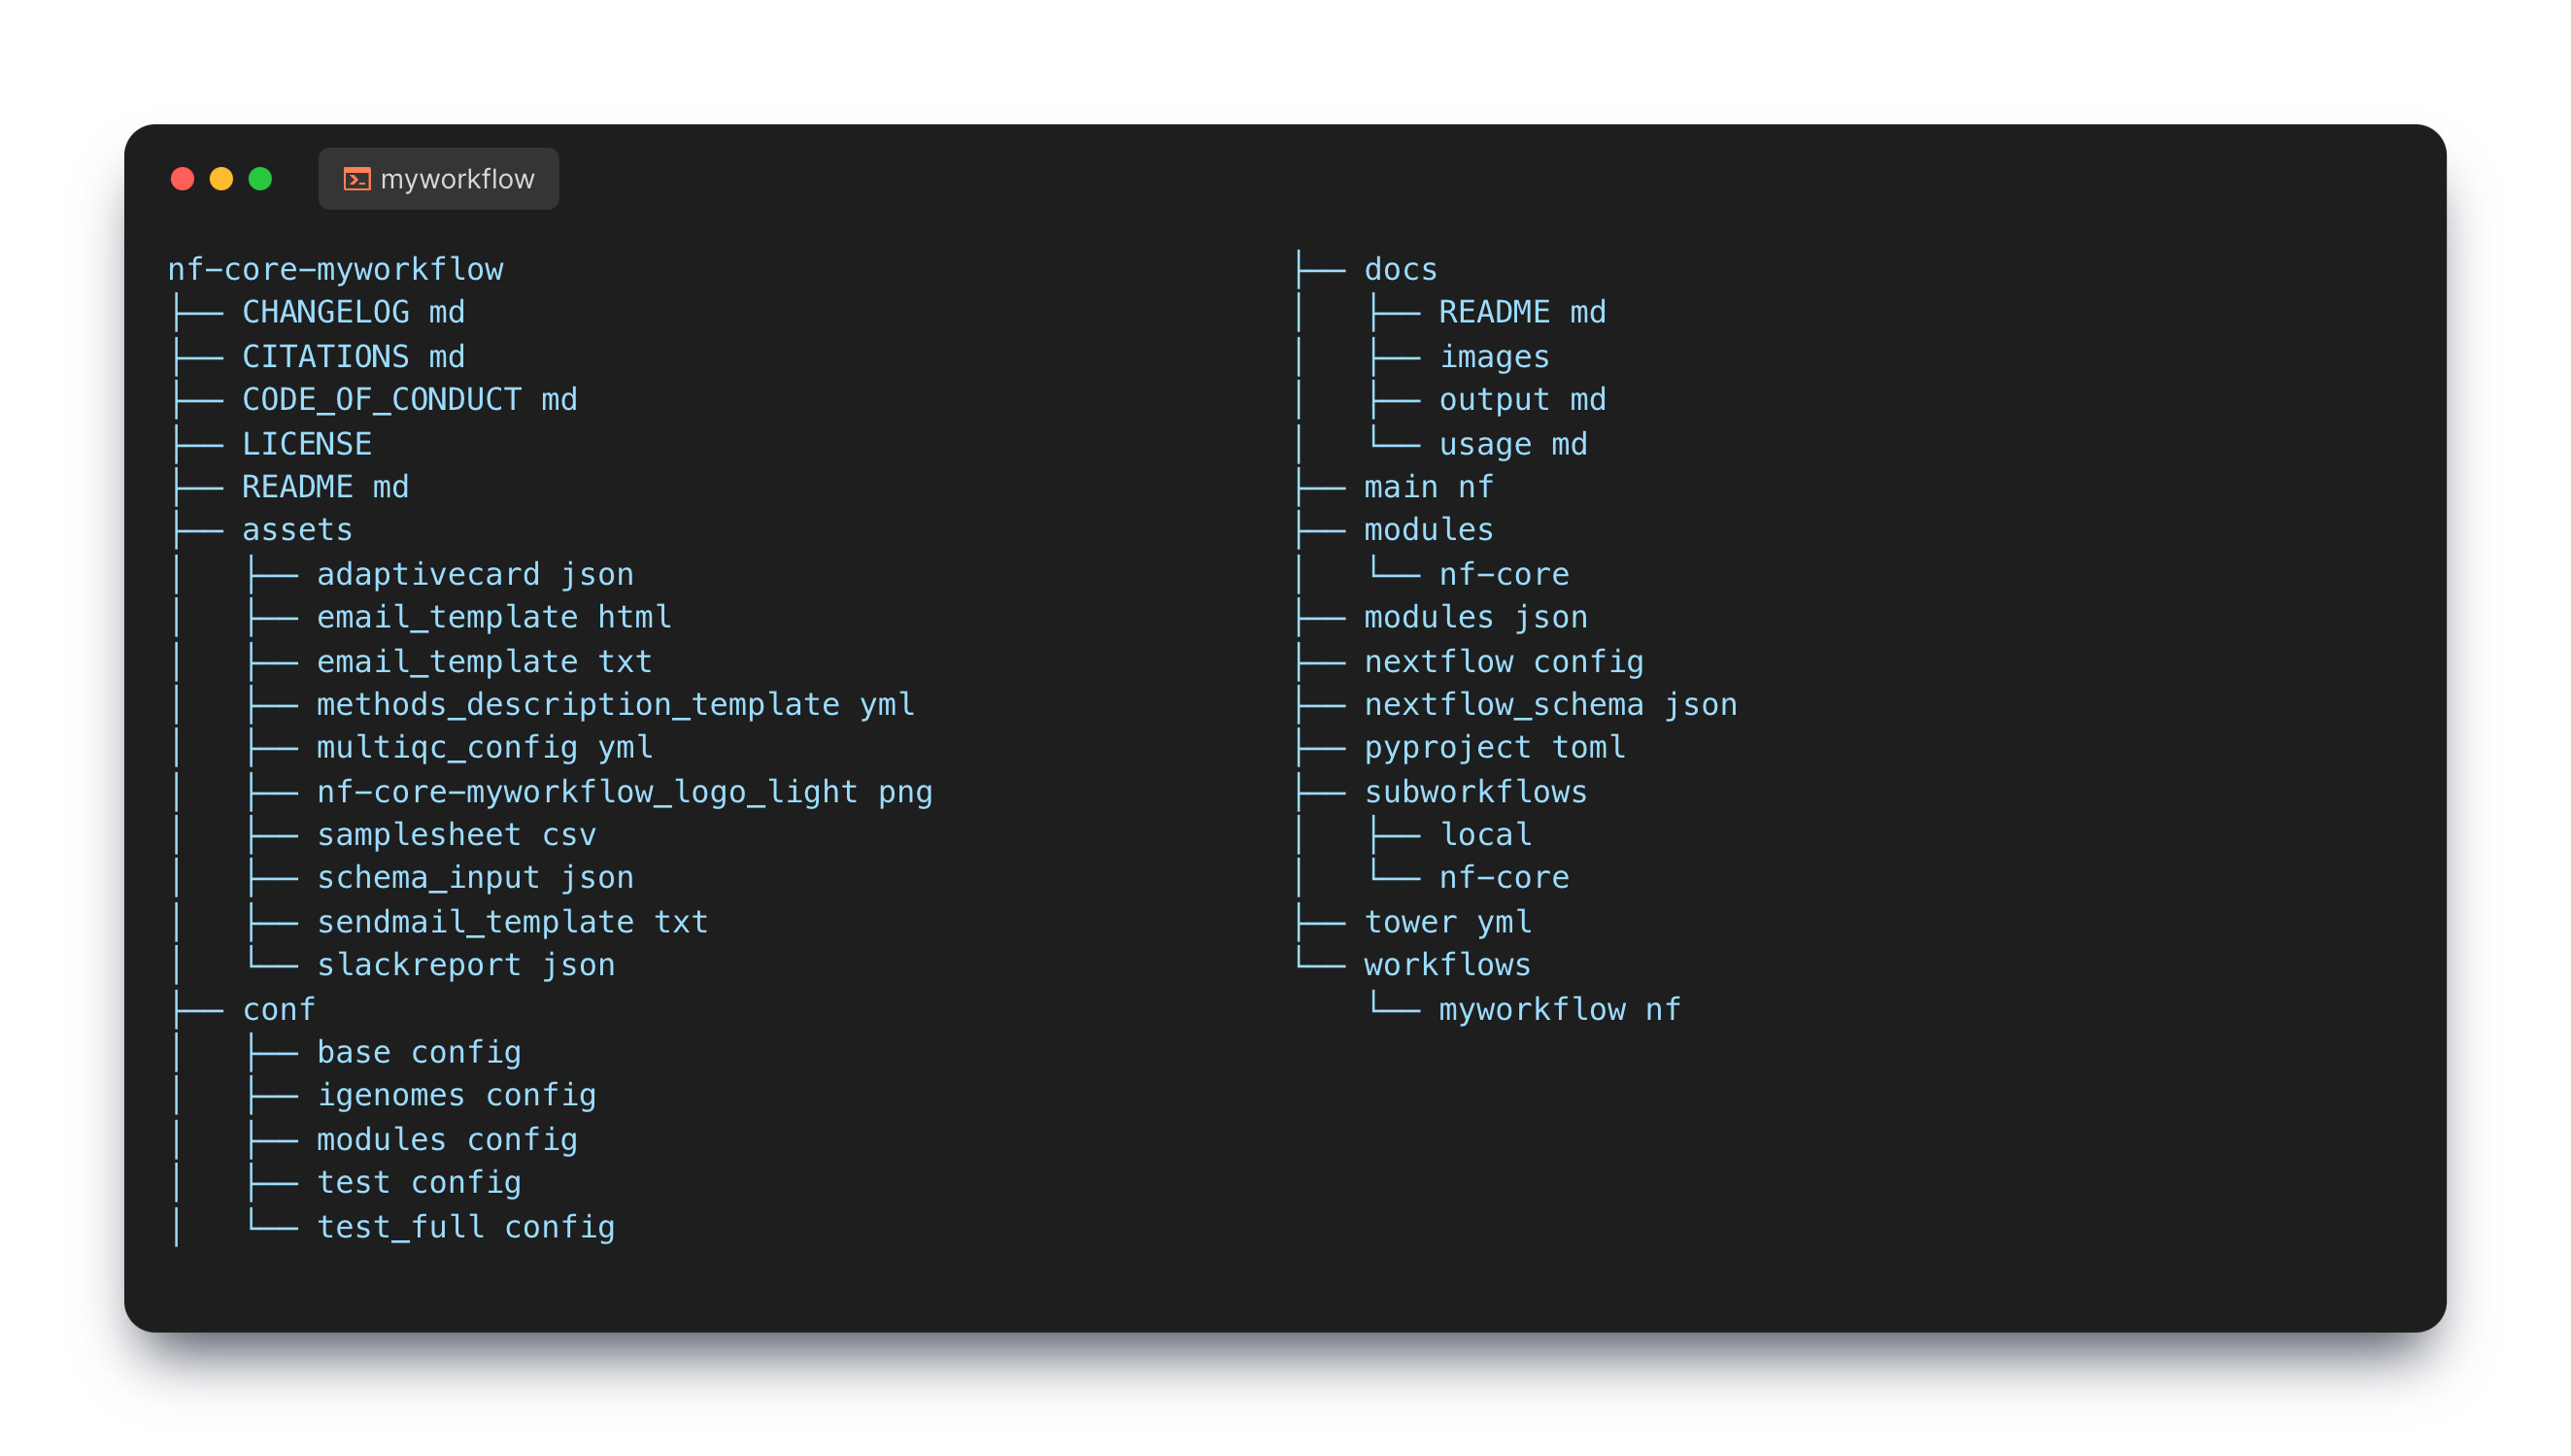 myworkflow
nf-core-myworkflow
├── CHANGELOG md
├── CITATIONS md
├── CODE_OF_CONDUCT md
├── LICENSE
├── README md
├── assets
│   ├── adaptivecard json
│   ├── email_template html
│   ├── email_template txt
│   ├── methods_description_template yml
│   ├── multiqc_config yml
│   ├── nf-core-myworkflow_logo_light png
│   ├── samplesheet csv
│   ├── schema_input json
│   ├── sendmail_template txt
│   └── slackreport json
├── conf
│   ├── base config
│   ├── igenomes config
│   ├── modules config
│   ├── test config
│   └── test_full config
├── docs
│   ├── README md
│   ├── images
│   ├── output md
│   └── usage md
├── main nf
├── modules
│   └── nf-core
├── modules json
├── nextflow config
├── nextflow_schema json
├── pyproject toml
├── subworkflows
│   ├── local
│   └── nf-core
├── tower yml
└── workflows
    └── myworkflow nf